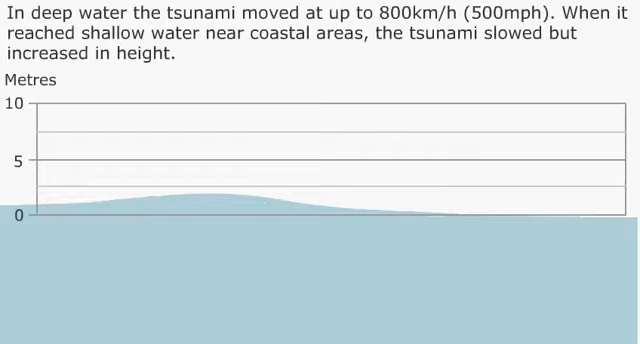 In deep water the tsunami moved at up to 800km/h (500mph). When it
reached shallow water near coastal areas, the tsunami slowed but
increased in height.
Metres
10
5
0